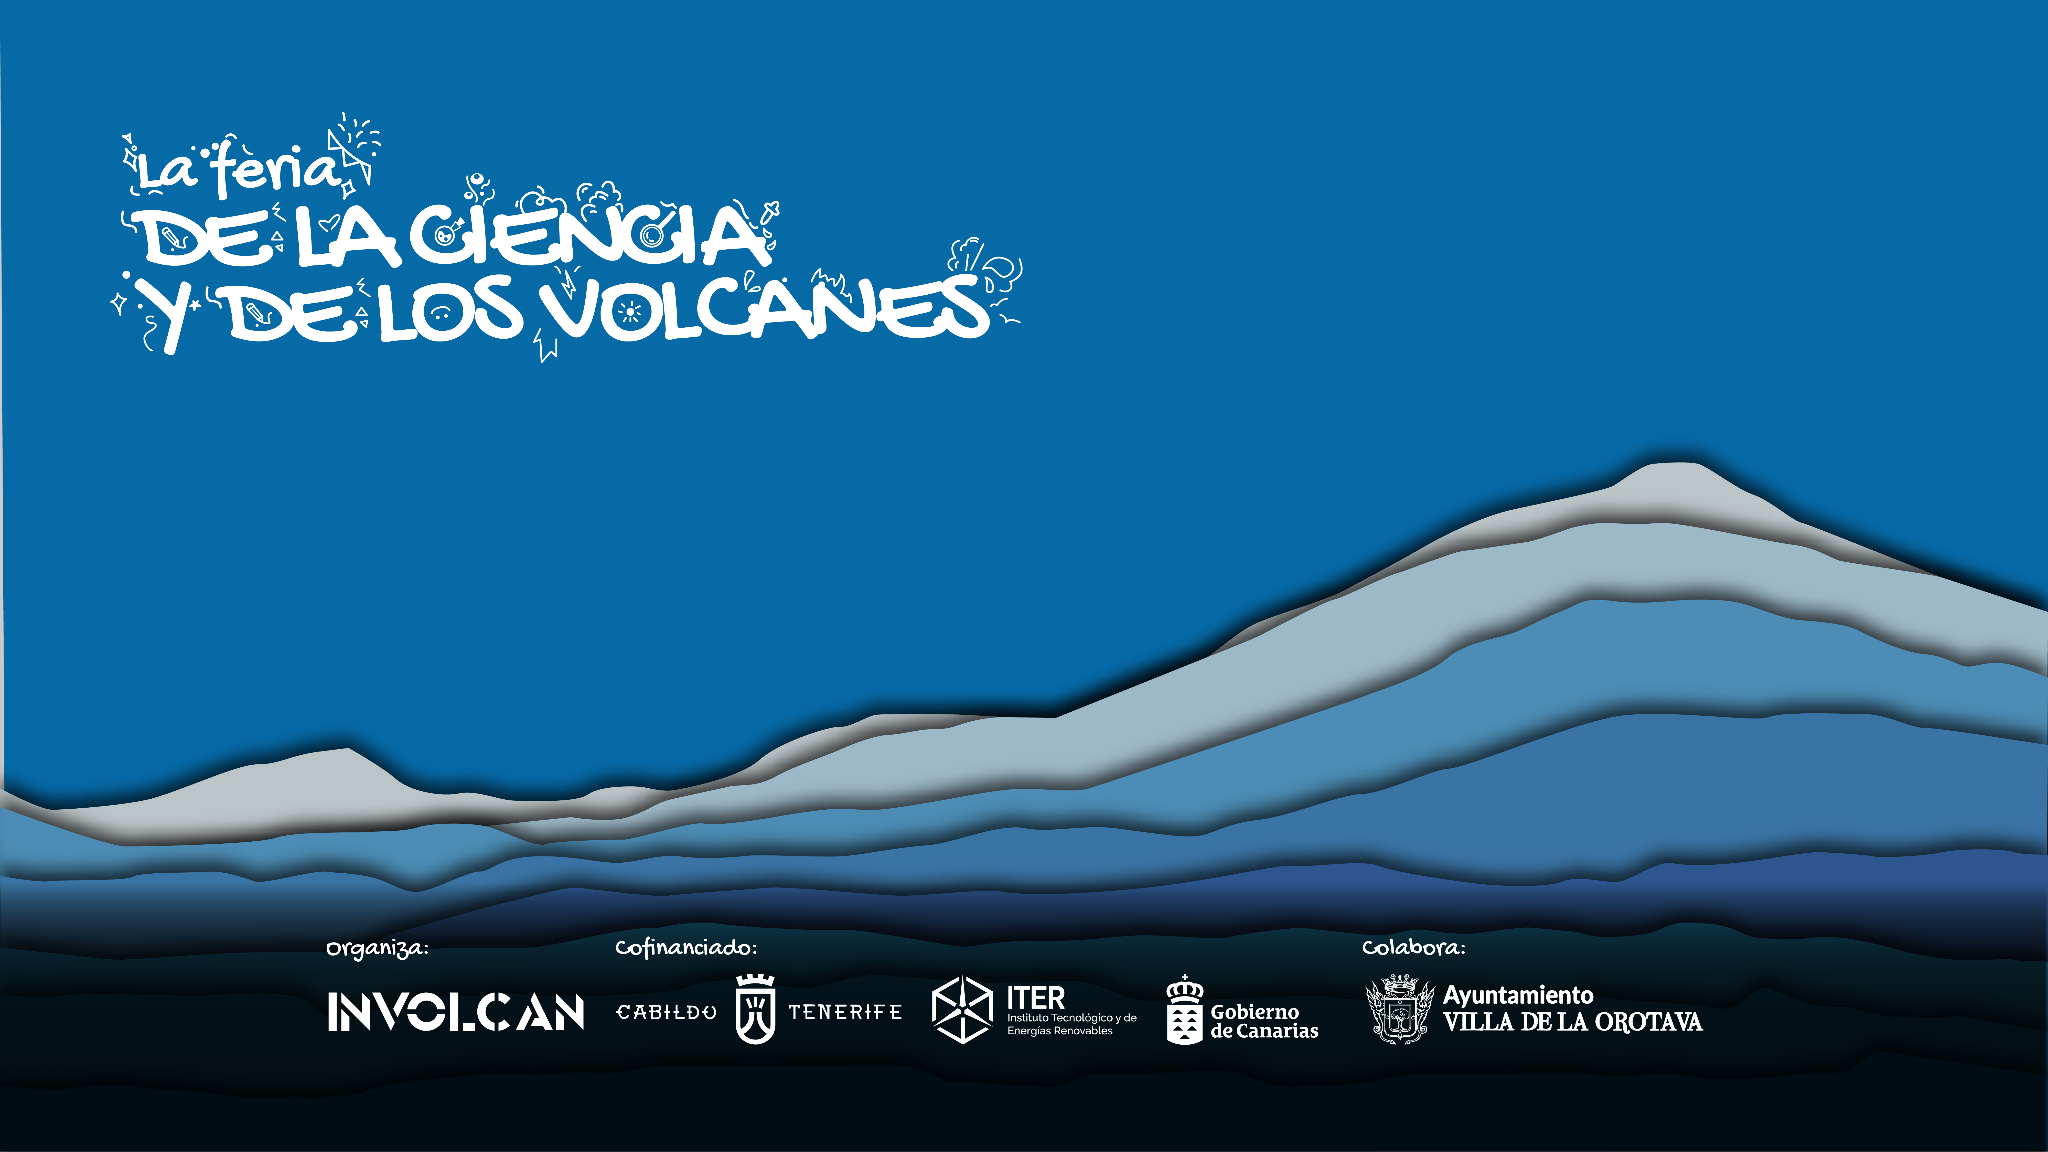 La feria
DE LA CIENCIA
Y DE LOS VOLCANES
Organiza:
INVOLCAN
Cofinanciado:
CABILDO TENERIFE
ITER
Instituto Tecnológico y de
Energías Renovables
Gobierno
de Canarias
Colabora:
Ayuntamiento
VILLA DE LA OROTAVA